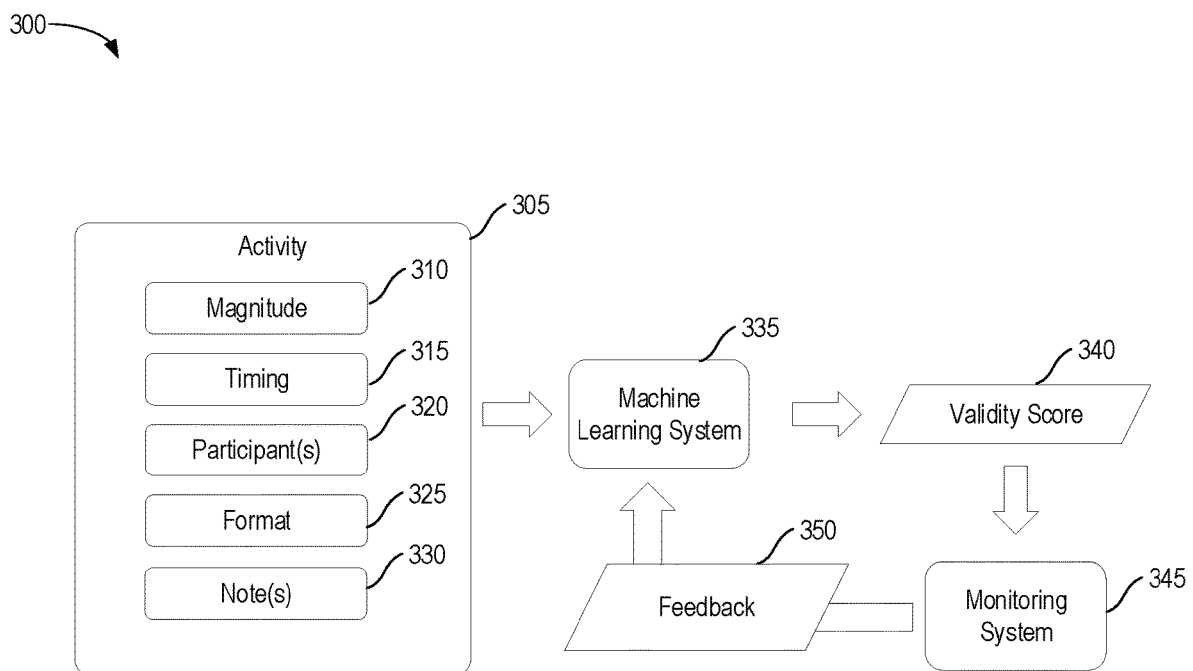 300
305
Activity
310
Magnitude
315
Timing
320
Participant(s)
325
Format
330
Note(s)
335
Machine
Learning System
340
Validity Score
350
Feedback
345
Monitoring
System